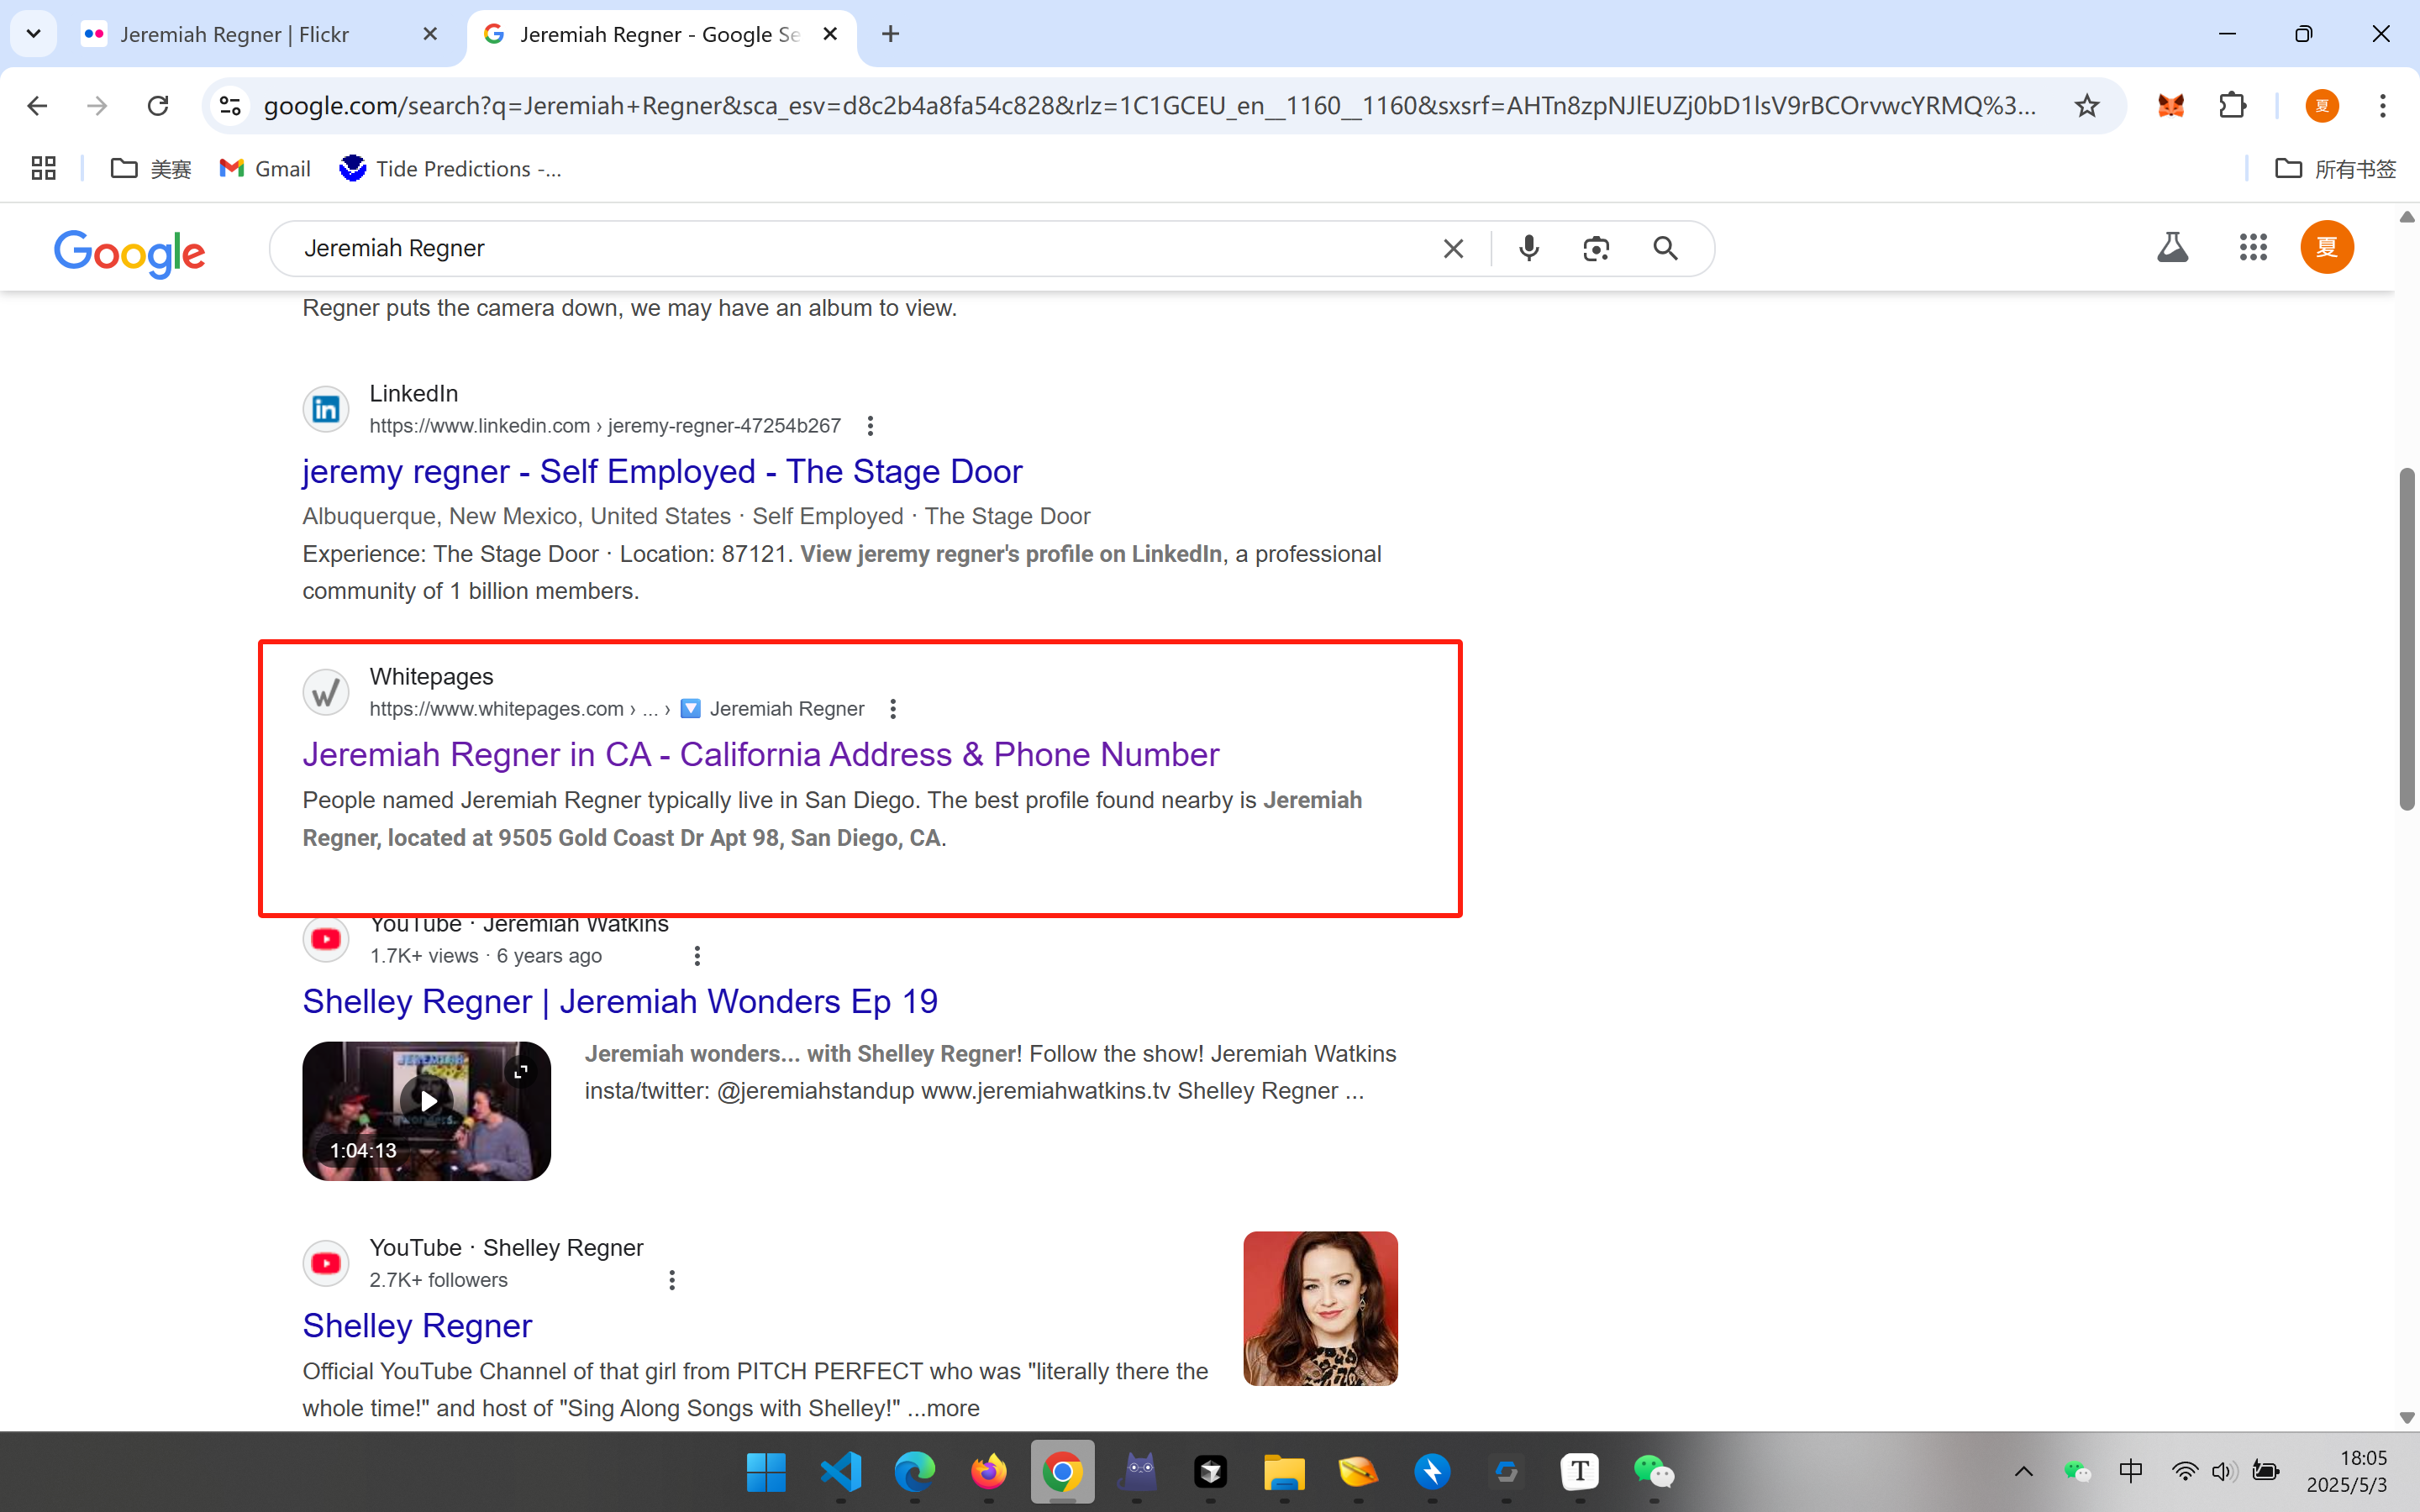 Jeremiah Regner | Flickr
Jeremiah Regner - Google Se
google.com/search?q=Jeremiah+Regner&sca_esv=d8c2b4a8fa54c828&rlz=1C1GCEU_en__1160__1160&sxsrf=AHTn8zpNJlEUZj0bD1lsV9rBCOrvwcYRMQ%3...
夏
美赛
Gmail
Tide Predictions -...
所有书签
Google
Jeremiah Regner
夏
Regner puts the camera down, we may have an album to view.
LinkedIn
https://www.linkedin.com › jeremy-regner-47254b267
jeremy regner - Self Employed - The Stage Door
Albuquerque, New Mexico, United States · Self Employed · The Stage Door
Experience: The Stage Door · Location: 87121. View jeremy regner's profile on LinkedIn, a professional
community of 1 billion members.
Whitepages
https://www.whitepages.com › ... › 🔽 Jeremiah Regner
Jeremiah Regner in CA - California Address & Phone Number
People named Jeremiah Regner typically live in San Diego. The best profile found nearby is Jeremiah
Regner, located at 9505 Gold Coast Dr Apt 98, San Diego, CA.
YouTube · Jeremiah Watkins
1.7K+ views · 6 years ago
Shelley Regner | Jeremiah Wonders Ep 19
1:04:13
Jeremiah wonders... with Shelley Regner! Follow the show! Jeremiah Watkins
insta/twitter: @jeremiahstandup www.jeremiahwatkins.tv Shelley Regner ...
YouTube · Shelley Regner
2.7K+ followers
Shelley Regner
Official YouTube Channel of that girl from PITCH PERFECT who was "literally there the
whole time!" and host of "Sing Along Songs with Shelley!" ...more
中
18:05
2025/5/3